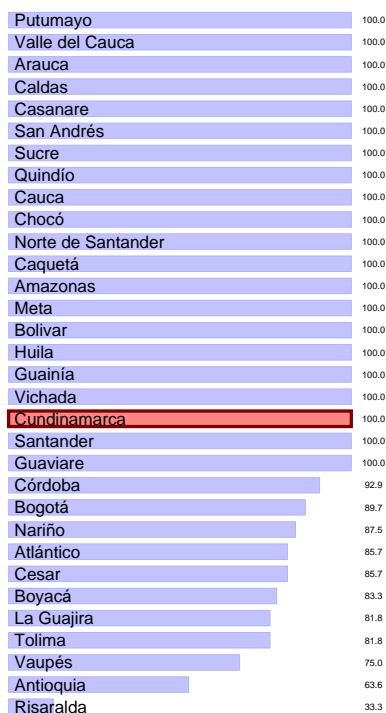 Putumayo 100.0
Valle del Cauca 100.0
Arauca 100.0
Caldas 100.0
Casanare 100.0
San Andrés 100.0
Sucre 100.0
Quindío 100.0
Cauca 100.0
Chocó 100.0
Norte de Santander 100.0
Caquetá 100.0
Amazonas 100.0
Meta 100.0
Bolivar 100.0
Huila 100.0
Guainía 100.0
Vichada 100.0
Cundinamarca 100.0
Santander 100.0
Guaviare 100.0
Córdoba 92.9
Bogotá 89.7
Nariño 87.5
Atlántico 85.7
Cesar 85.7
Boyacá 83.3
La Guajira 81.8
Tolima 81.8
Vaupés 75.0
Antioquia 63.6
Risaralda 33.3